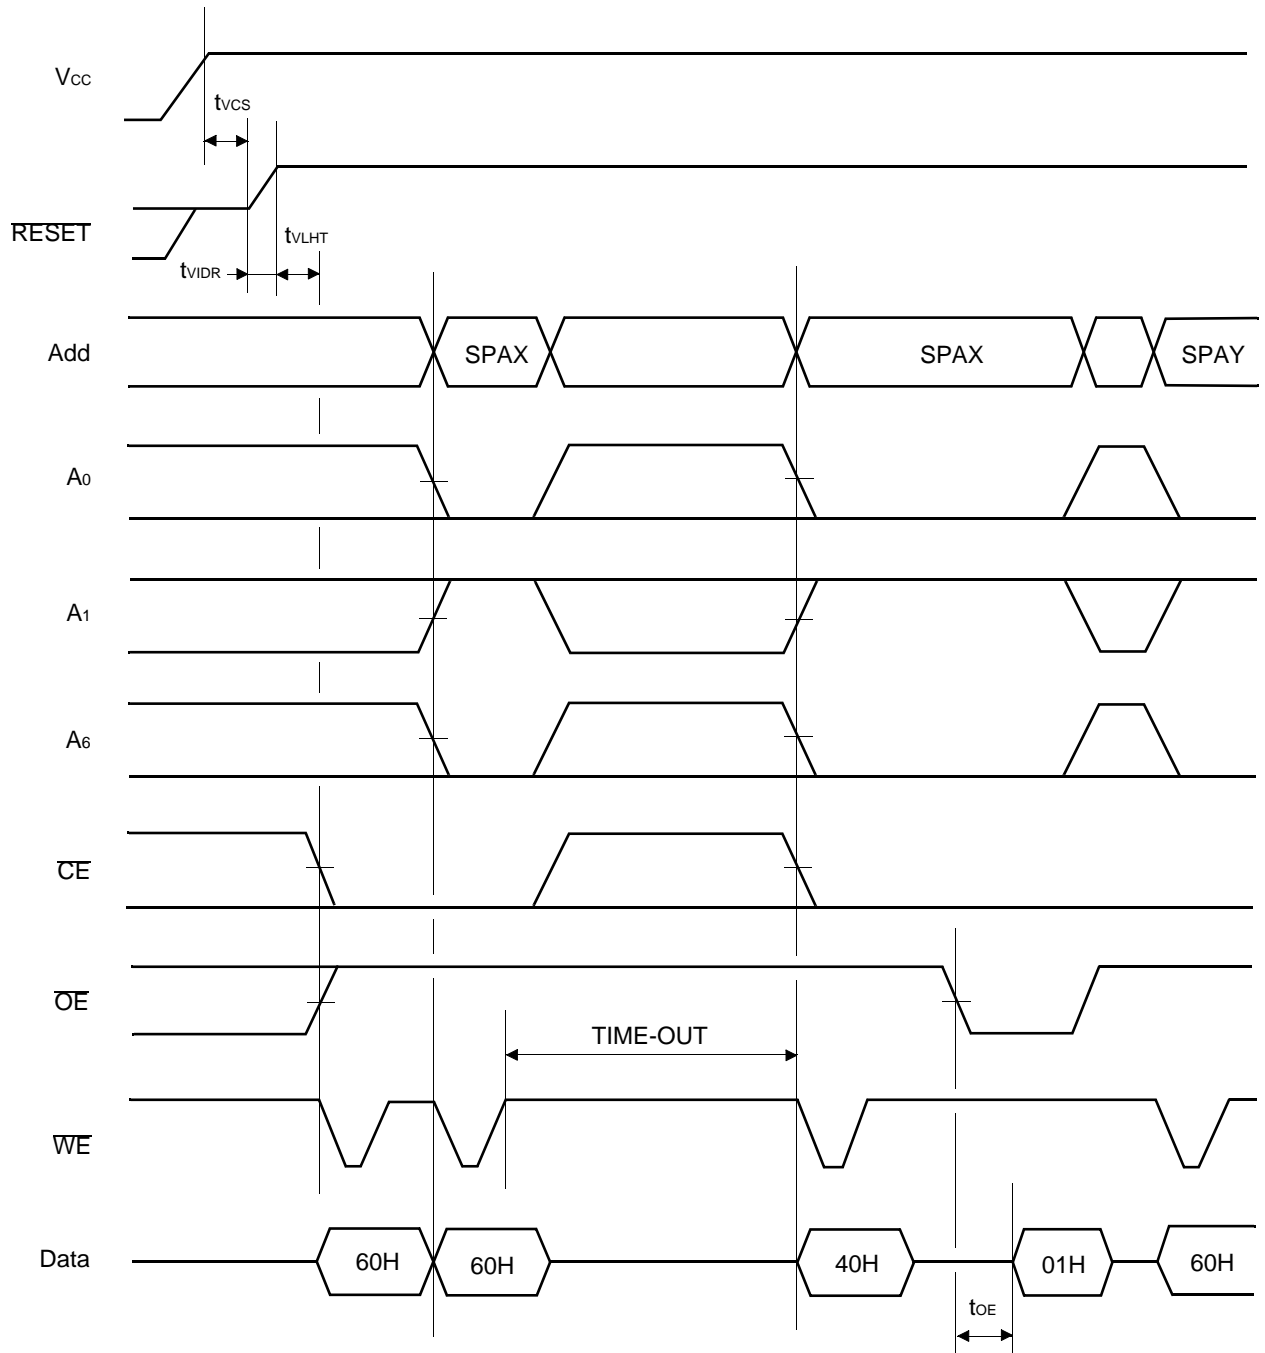 VCC
tVCS
RESET
tVLHT
tVIDR
Add SPAX SPAX SPAY
A0
A1
A6
CE
OE
TIME-OUT
WE
Data 60H 60H 40H 01H 60H
tOE